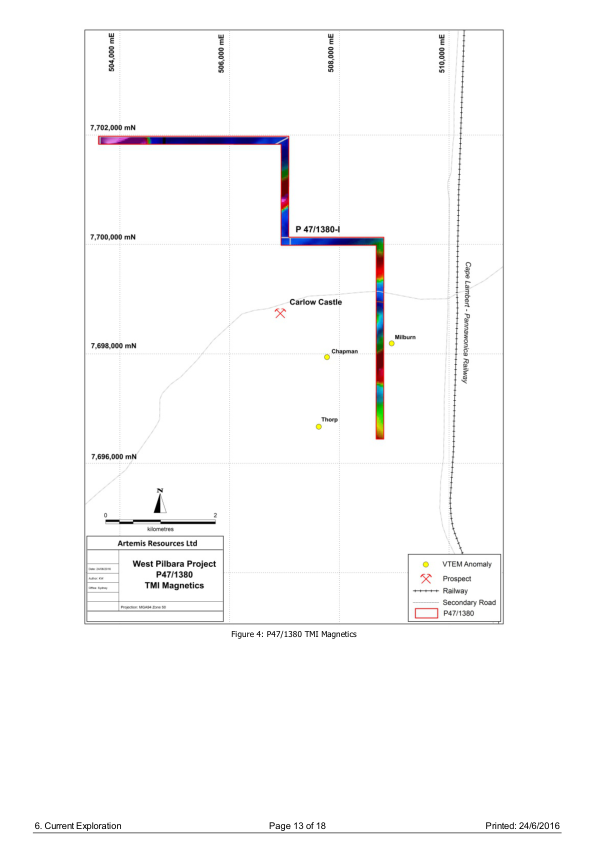 504,000 mE
506,000 mE
508,000 mE
510,000 mE
7,702,000 mN
P 47/1380-I
7,700,000 mN
Cape Lambert - Pannawonica Railway
Carlow Castle
Milburn
7,698,000 mN
Chapman
Thorp
7,696,000 mN
N
0 2
kilometres
Artemis Resources Ltd
West Pilbara Project
P47/1380
TMI Magnetics
Office: Sydney
VTEM Anomaly
Prospect
Railway
Secondary Road
P47/1380
Figure 4: P47/1380 TMI Magnetics
6. Current Exploration Page 13 of 18 Printed: 24/6/2016